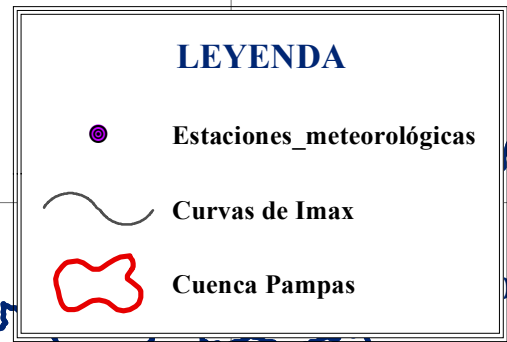 LEYENDA
Estaciones_meteorológicas
Curvas de Imax
Cuenca Pampas